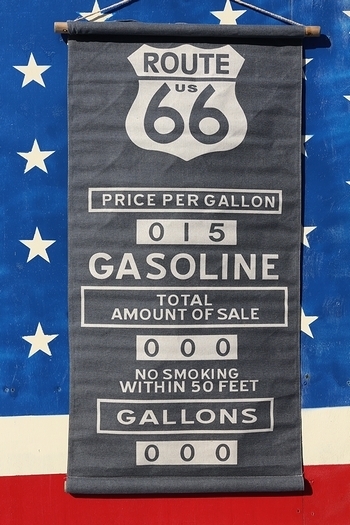 ROUTE
US
66
PRICE PER GALLON
015
GASOLINE
TOTAL
AMOUNT OF SALE
000
NO SMOKING
WITHIN 50 FEET
GALLONS
000